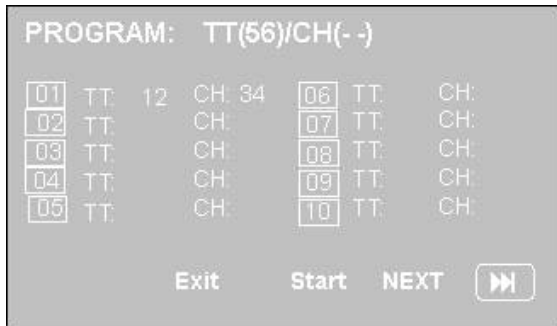 PROGRAM: TT(56)/CH(- -)
01 TT: 12 CH: 34 06 TT: CH:
02 TT: CH: 07 TT: CH:
03 TT: CH: 08 TT: CH:
04 TT: CH: 09 TT: CH:
05 TT: CH: 10 TT: CH:
Exit Start NEXT